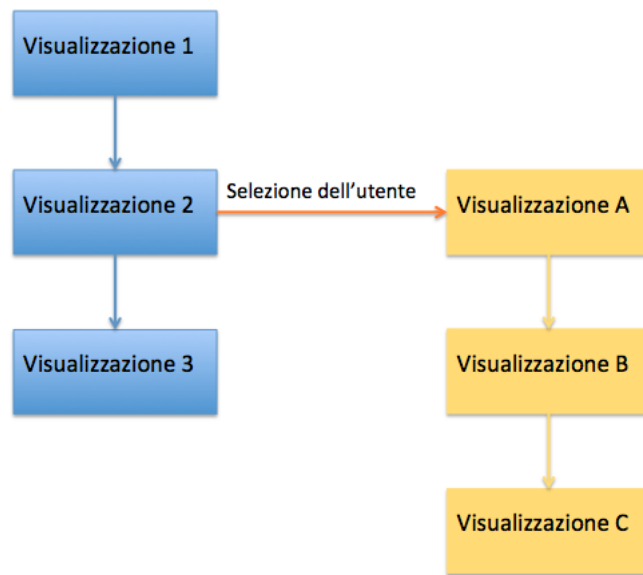 Visualizzazione 1
Visualizzazione 2
Selezione dell’utente
Visualizzazione A
Visualizzazione 3
Visualizzazione B
Visualizzazione C